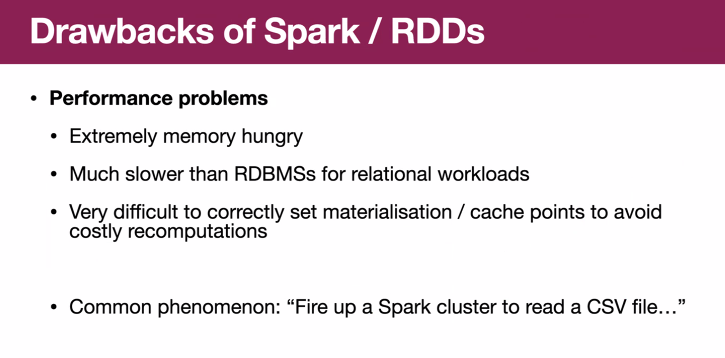 Drawbacks of Spark / RDDs
• Performance problems
• Extremely memory hungry
• Much slower than RDBMSs for relational workloads
• Very difficult to correctly set materialisation / cache points to avoid
costly recomputations
• Common phenomenon: “Fire up a Spark cluster to read a CSV file…”